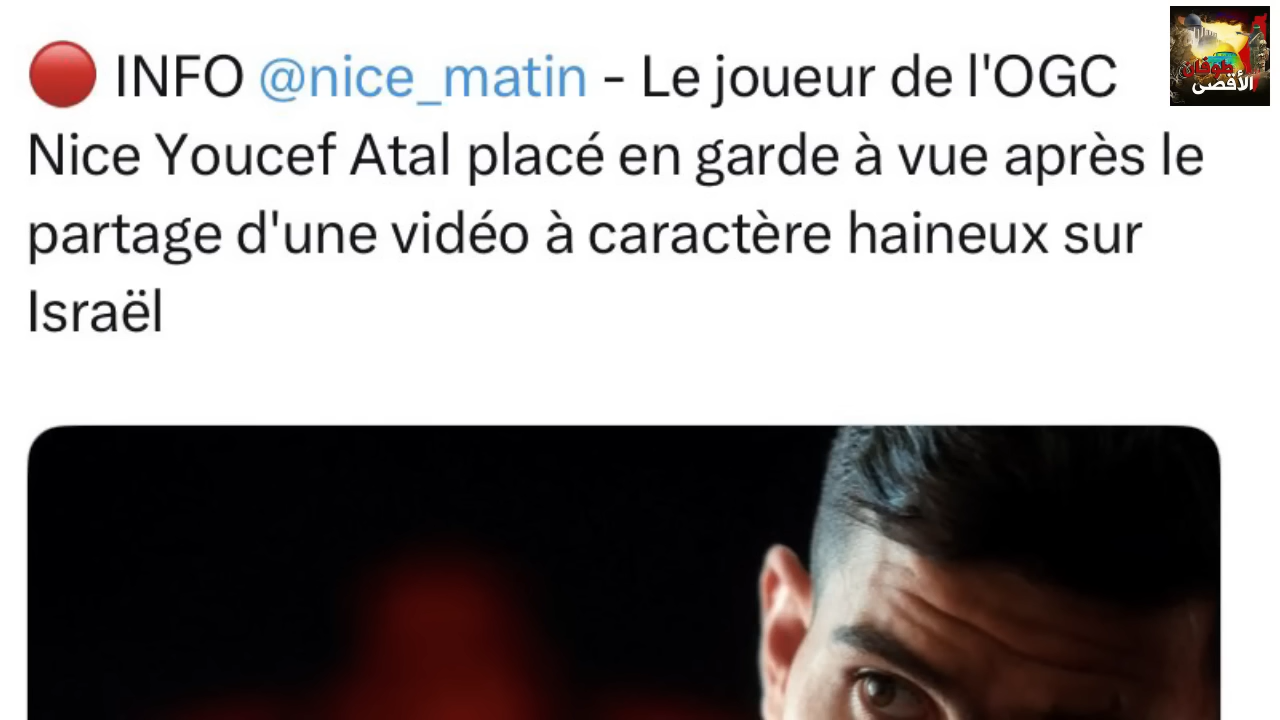 INFO @nice_matin - Le joueur de l'OGC
Nice Youcef Atal placé en garde à vue après le
partage d'une vidéo à caractère haineux sur
Israël
طوفان
الأقصى